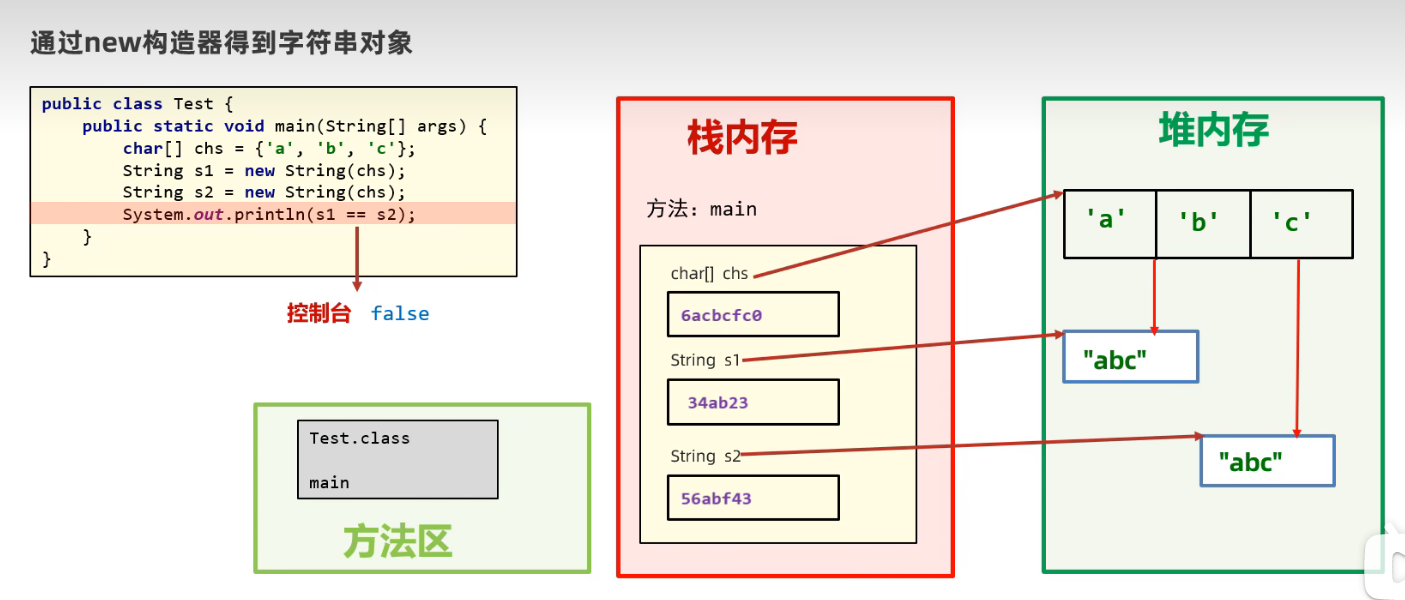 通过new构造器得到字符串对象
public class Test {
public static void main(String[] args) {
char[] chs = {'a', 'b', 'c'};
String s1 = new String(chs);
String s2 = new String(chs);
System.out.println(s1 == s2);
}
}
控制台 false
Test.class
main
方法区
栈内存
方法：main
char[] chs
6acbcfc0
String s1
34ab23
String s2
56abf43
堆内存
'a' 'b' 'c'
"abc"
"abc"